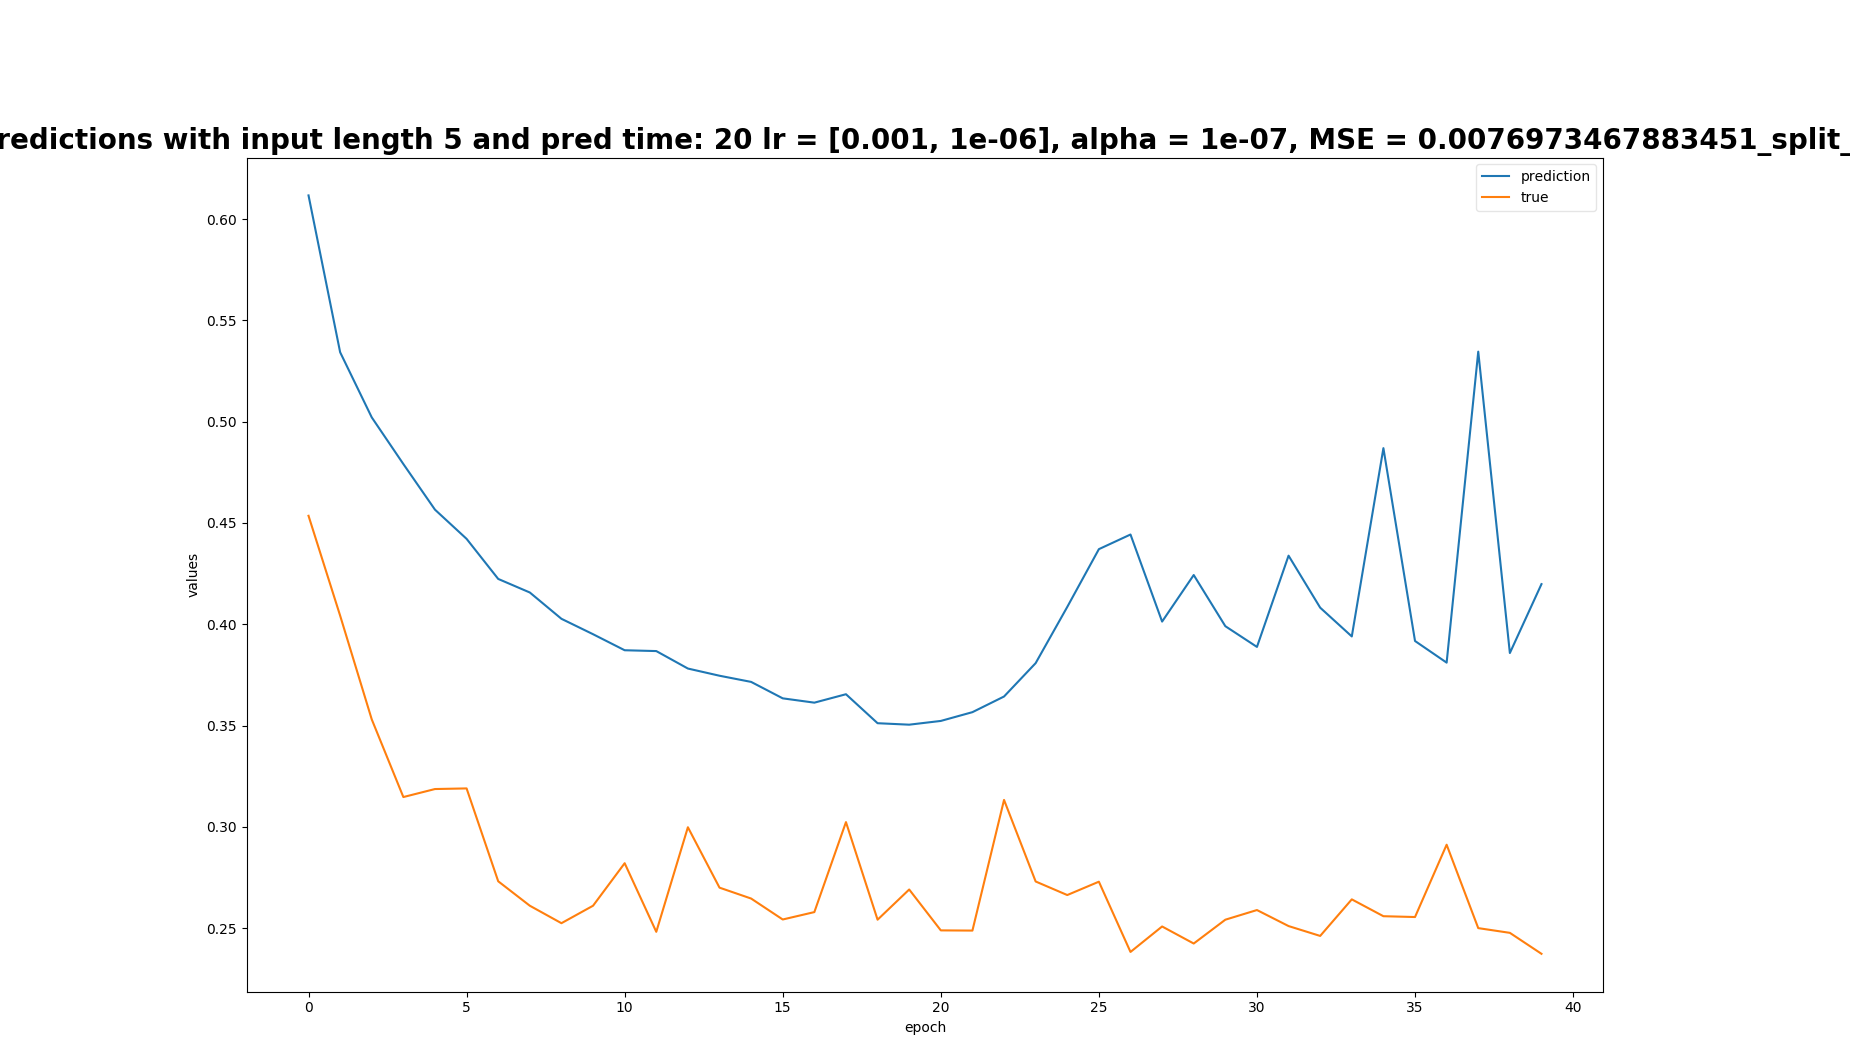 redictions with input length 5 and pred time: 20 lr = [0.001, 1e-06], alpha = 1e-07, MSE = 0.0076973467883451_split_
prediction
true
0.60
0.55
0.50
0.45
0.40
0.35
0.30
0.25
values
0 5 10 15 20 25 30 35 40
epoch